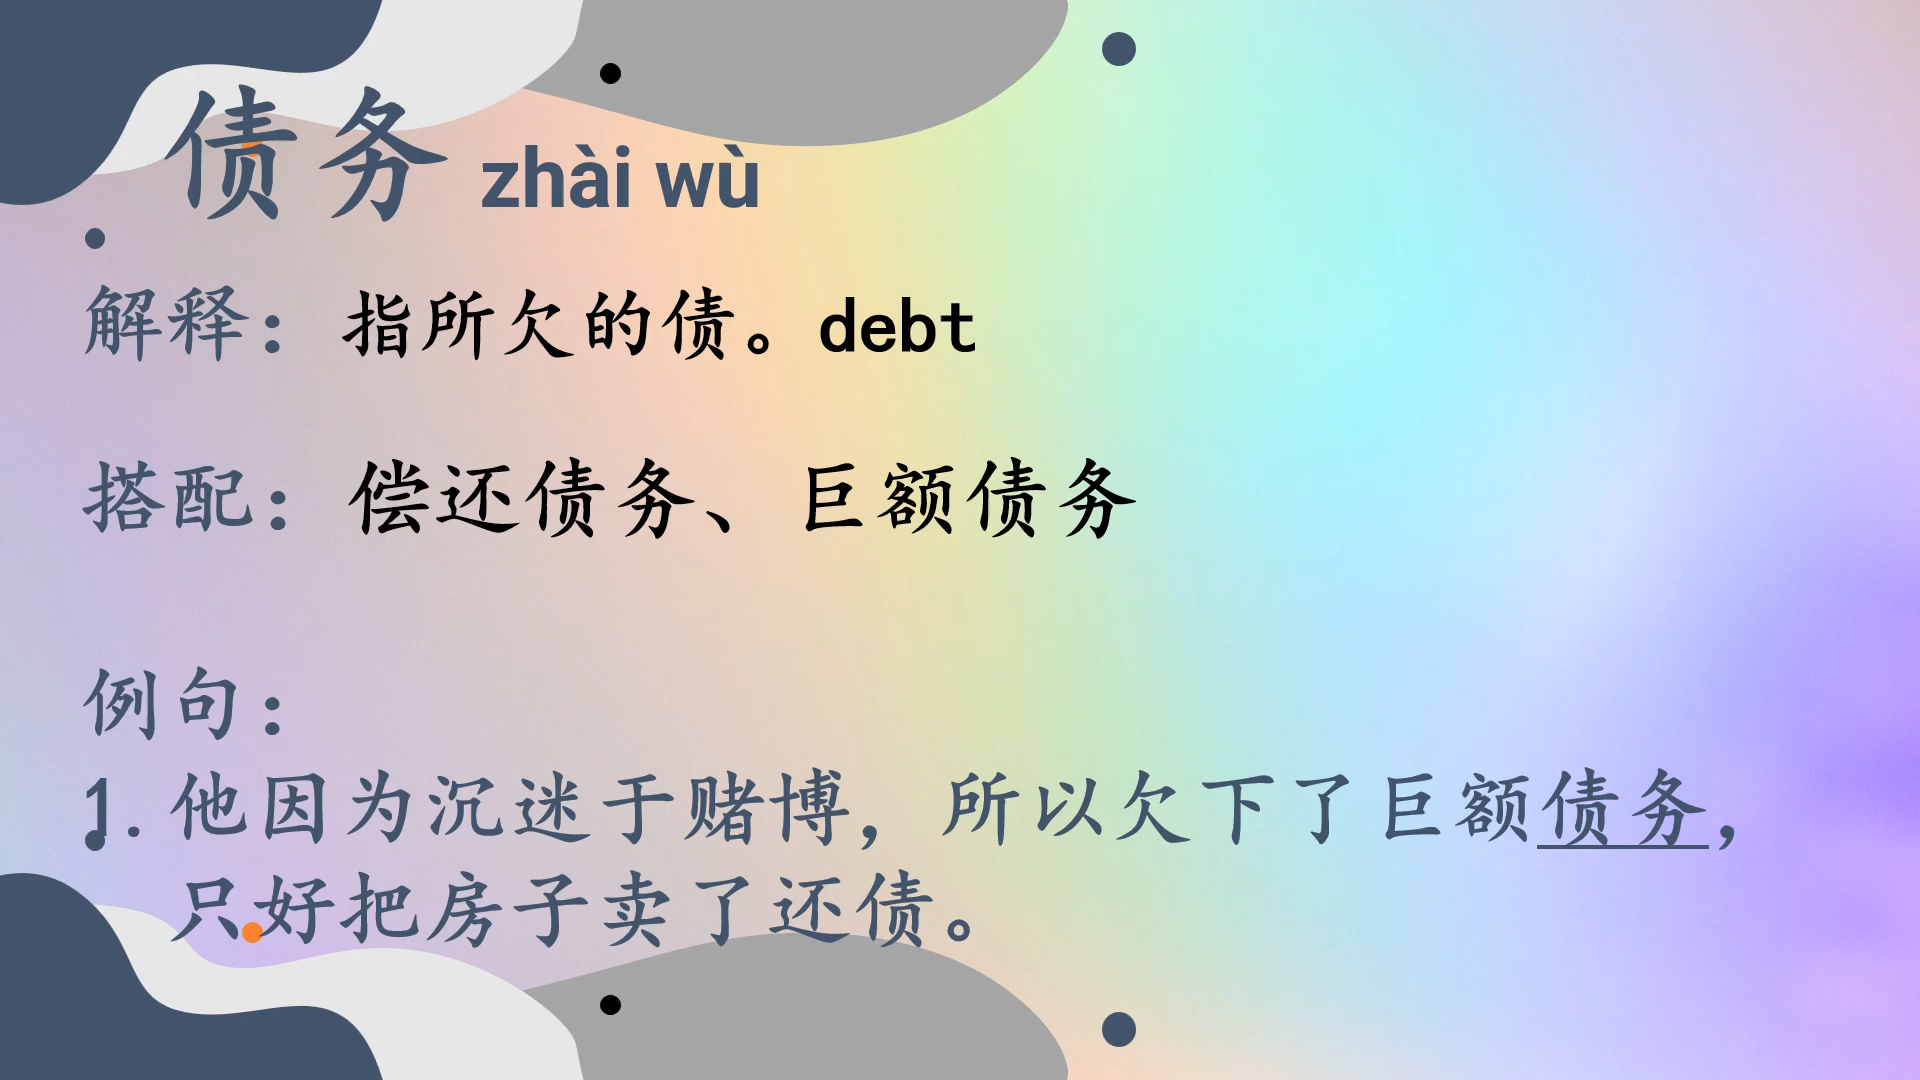 债务 zhài wù
解释：指所欠的债。debt
搭配：偿还债务、巨额债务
例句：
1. 他因为沉迷于赌博，所以欠下了巨额债务，
只好把房子卖了还债。